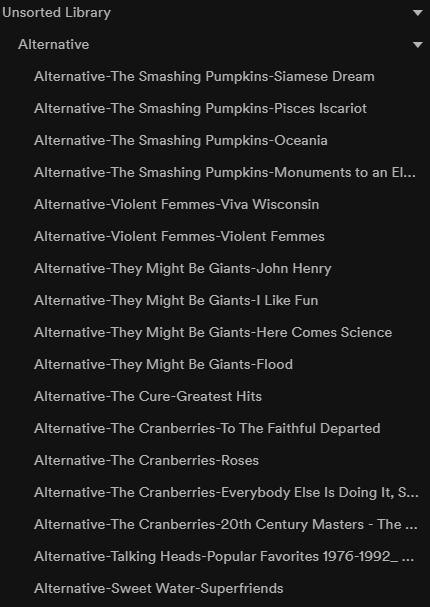 Unsorted Library
Alternative
Alternative-The Smashing Pumpkins-Siamese Dream
Alternative-The Smashing Pumpkins-Pisces Iscariot
Alternative-The Smashing Pumpkins-Oceania
Alternative-The Smashing Pumpkins-Monuments to an El...
Alternative-Violent Femmes-Viva Wisconsin
Alternative-Violent Femmes-Violent Femmes
Alternative-They Might Be Giants-John Henry
Alternative-They Might Be Giants-I Like Fun
Alternative-They Might Be Giants-Here Comes Science
Alternative-They Might Be Giants-Flood
Alternative-The Cure-Greatest Hits
Alternative-The Cranberries-To The Faithful Departed
Alternative-The Cranberries-Roses
Alternative-The Cranberries-Everybody Else Is Doing It, S...
Alternative-The Cranberries-20th Century Masters - The ...
Alternative-Talking Heads-Popular Favorites 1976-1992_ ...
Alternative-Sweet Water-Superfriends